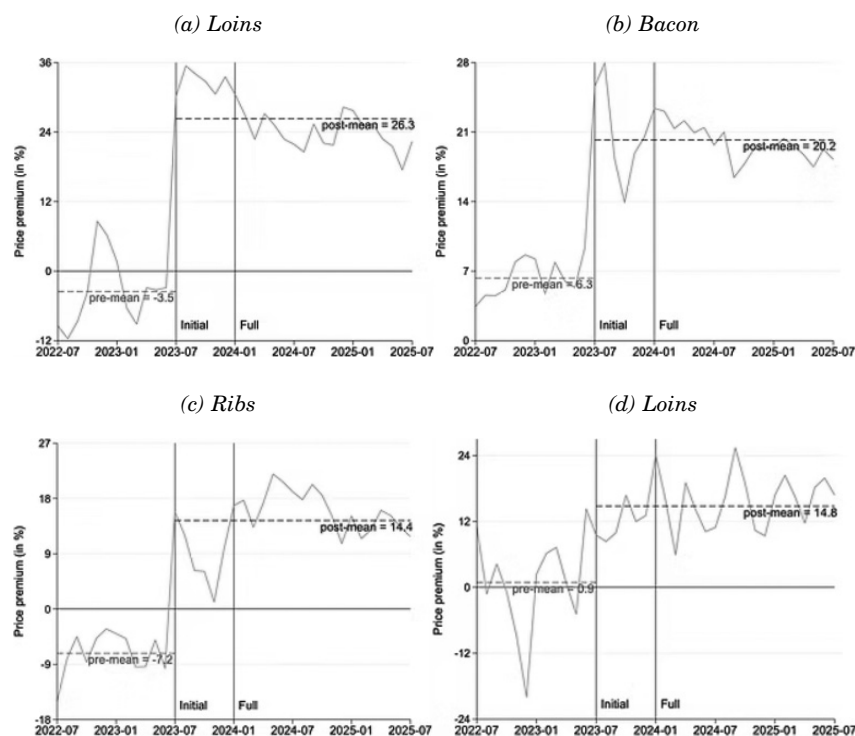 (a) Loins
(b) Bacon
36
24
12
0
-12
Price premium (in %)
post-mean = 26.3
pre-mean = -3.5
Initial
Full
2022-07 2023-01 2023-07 2024-01 2024-07 2025-01 2025-07
28
21
14
7
0
Price premium (in %)
post-mean = 20.2
pre-mean = 6.3
Initial
Full
2022-07 2023-01 2023-07 2024-01 2024-07 2025-01 2025-07
(c) Ribs
(d) Loins
27
18
9
0
-9
-18
Price premium (in %)
post-mean = 14.4
pre-mean = -7.2
Initial
Full
2022-07 2023-01 2023-07 2024-01 2024-07 2025-01 2025-07
24
12
0
-12
-24
Price premium (in %)
post-mean = 14.8
pre-mean = 0.9
Initial
Full
2022-07 2023-01 2023-07 2024-01 2024-07 2025-01 2025-07